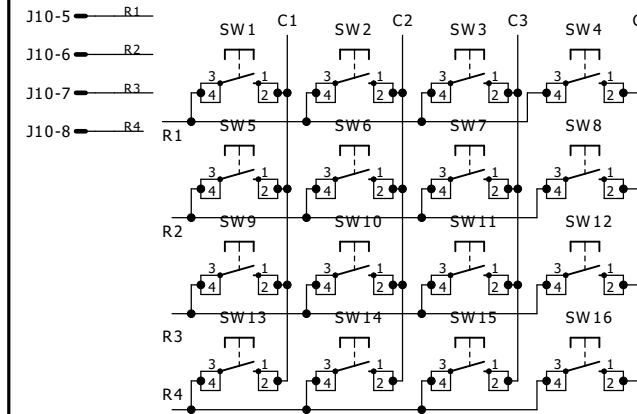 J10-5 R1
J10-6 R2
J10-7 R3
J10-8 R4
C1 C2 C3 C
SW1 SW2 SW3 SW4
3 1 3 1 3 1 3 1
4 2 4 2 4 2 4 2
R1
SW5 SW6 SW7 SW8
3 1 3 1 3 1 3 1
4 2 4 2 4 2 4 2
R2
SW9 SW10 SW11 SW12
3 1 3 1 3 1 3 1
4 2 4 2 4 2 4 2
R3
SW13 SW14 SW15 SW16
3 1 3 1 3 1 3 1
4 2 4 2 4 2 4 2
R4